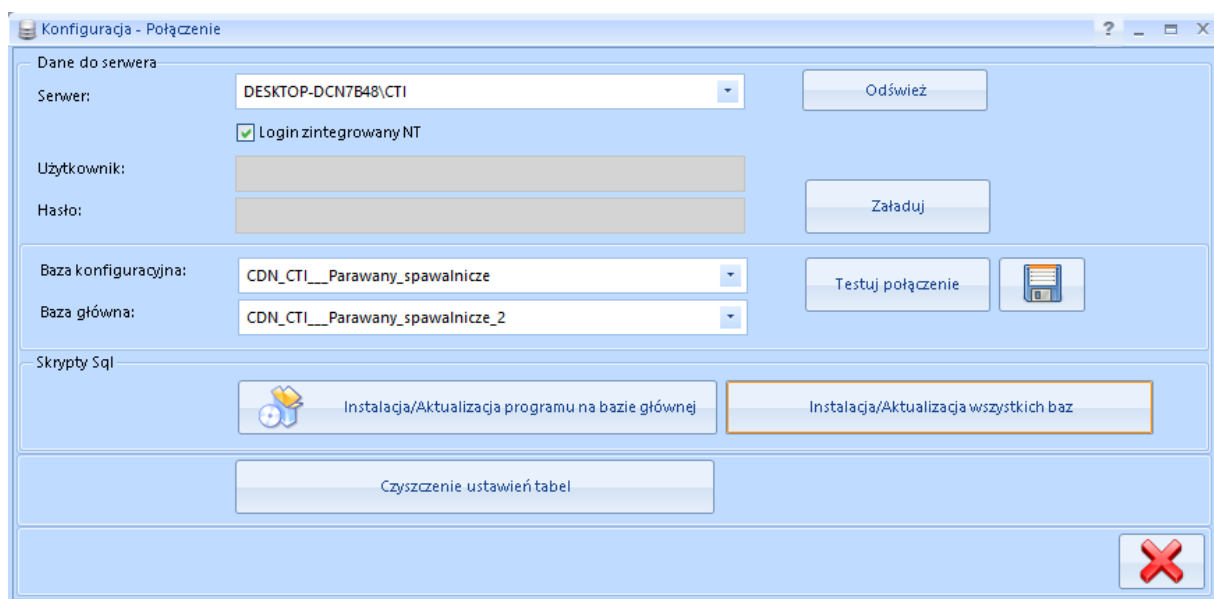 Konfiguracja - Połączenie
Dane do serwera
Serwer:
DESKTOP-DCN7B48\CTI
Odśwież
Login zintegrowany NT
Użytkownik:
Hasło:
Załaduj
Baza konfiguracyjna:
CDN_CTI___Parawany_spawalnicze
Testuj połączenie
Baza główna:
CDN_CTI___Parawany_spawalnicze_2
Skrypty Sql
Instalacja/Aktualizacja programu na bazie głównej
Instalacja/Aktualizacja wszystkich baz
Czyszczenie ustawień tabel